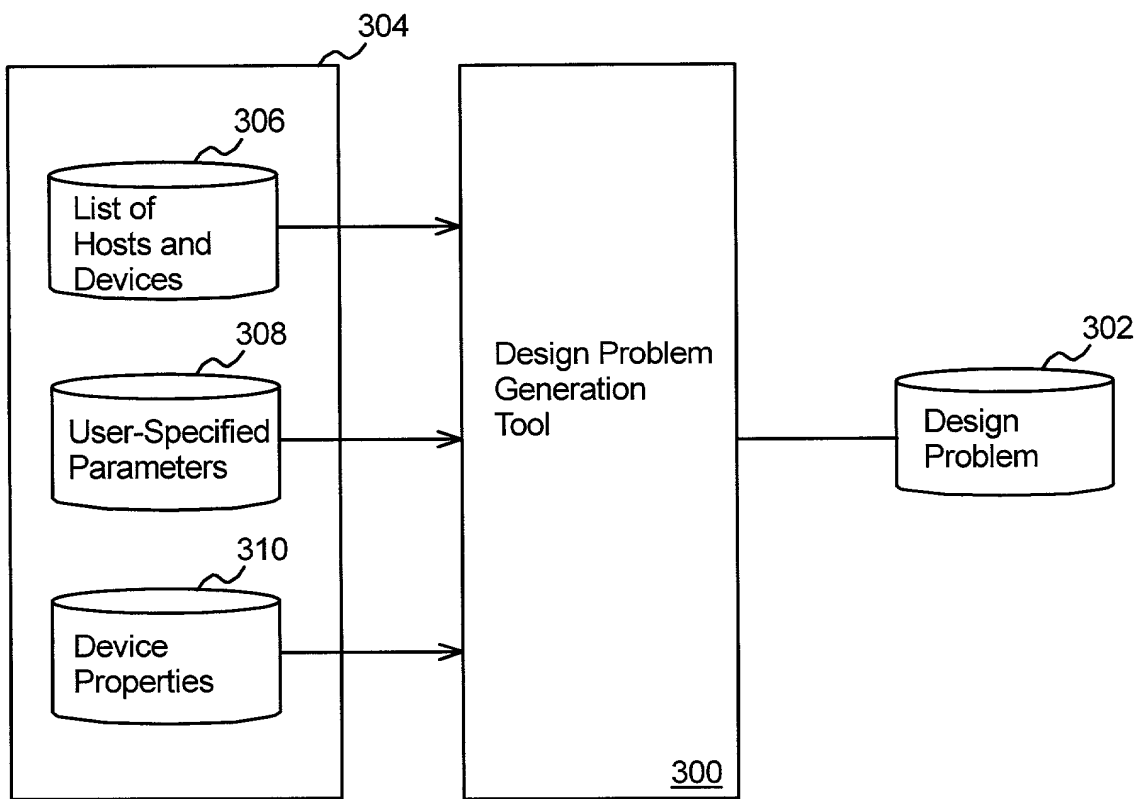 304
306
List of
Hosts and
Devices
308
User-Specified
Parameters
310
Device
Properties
Design Problem
Generation
Tool
300
302
Design
Problem